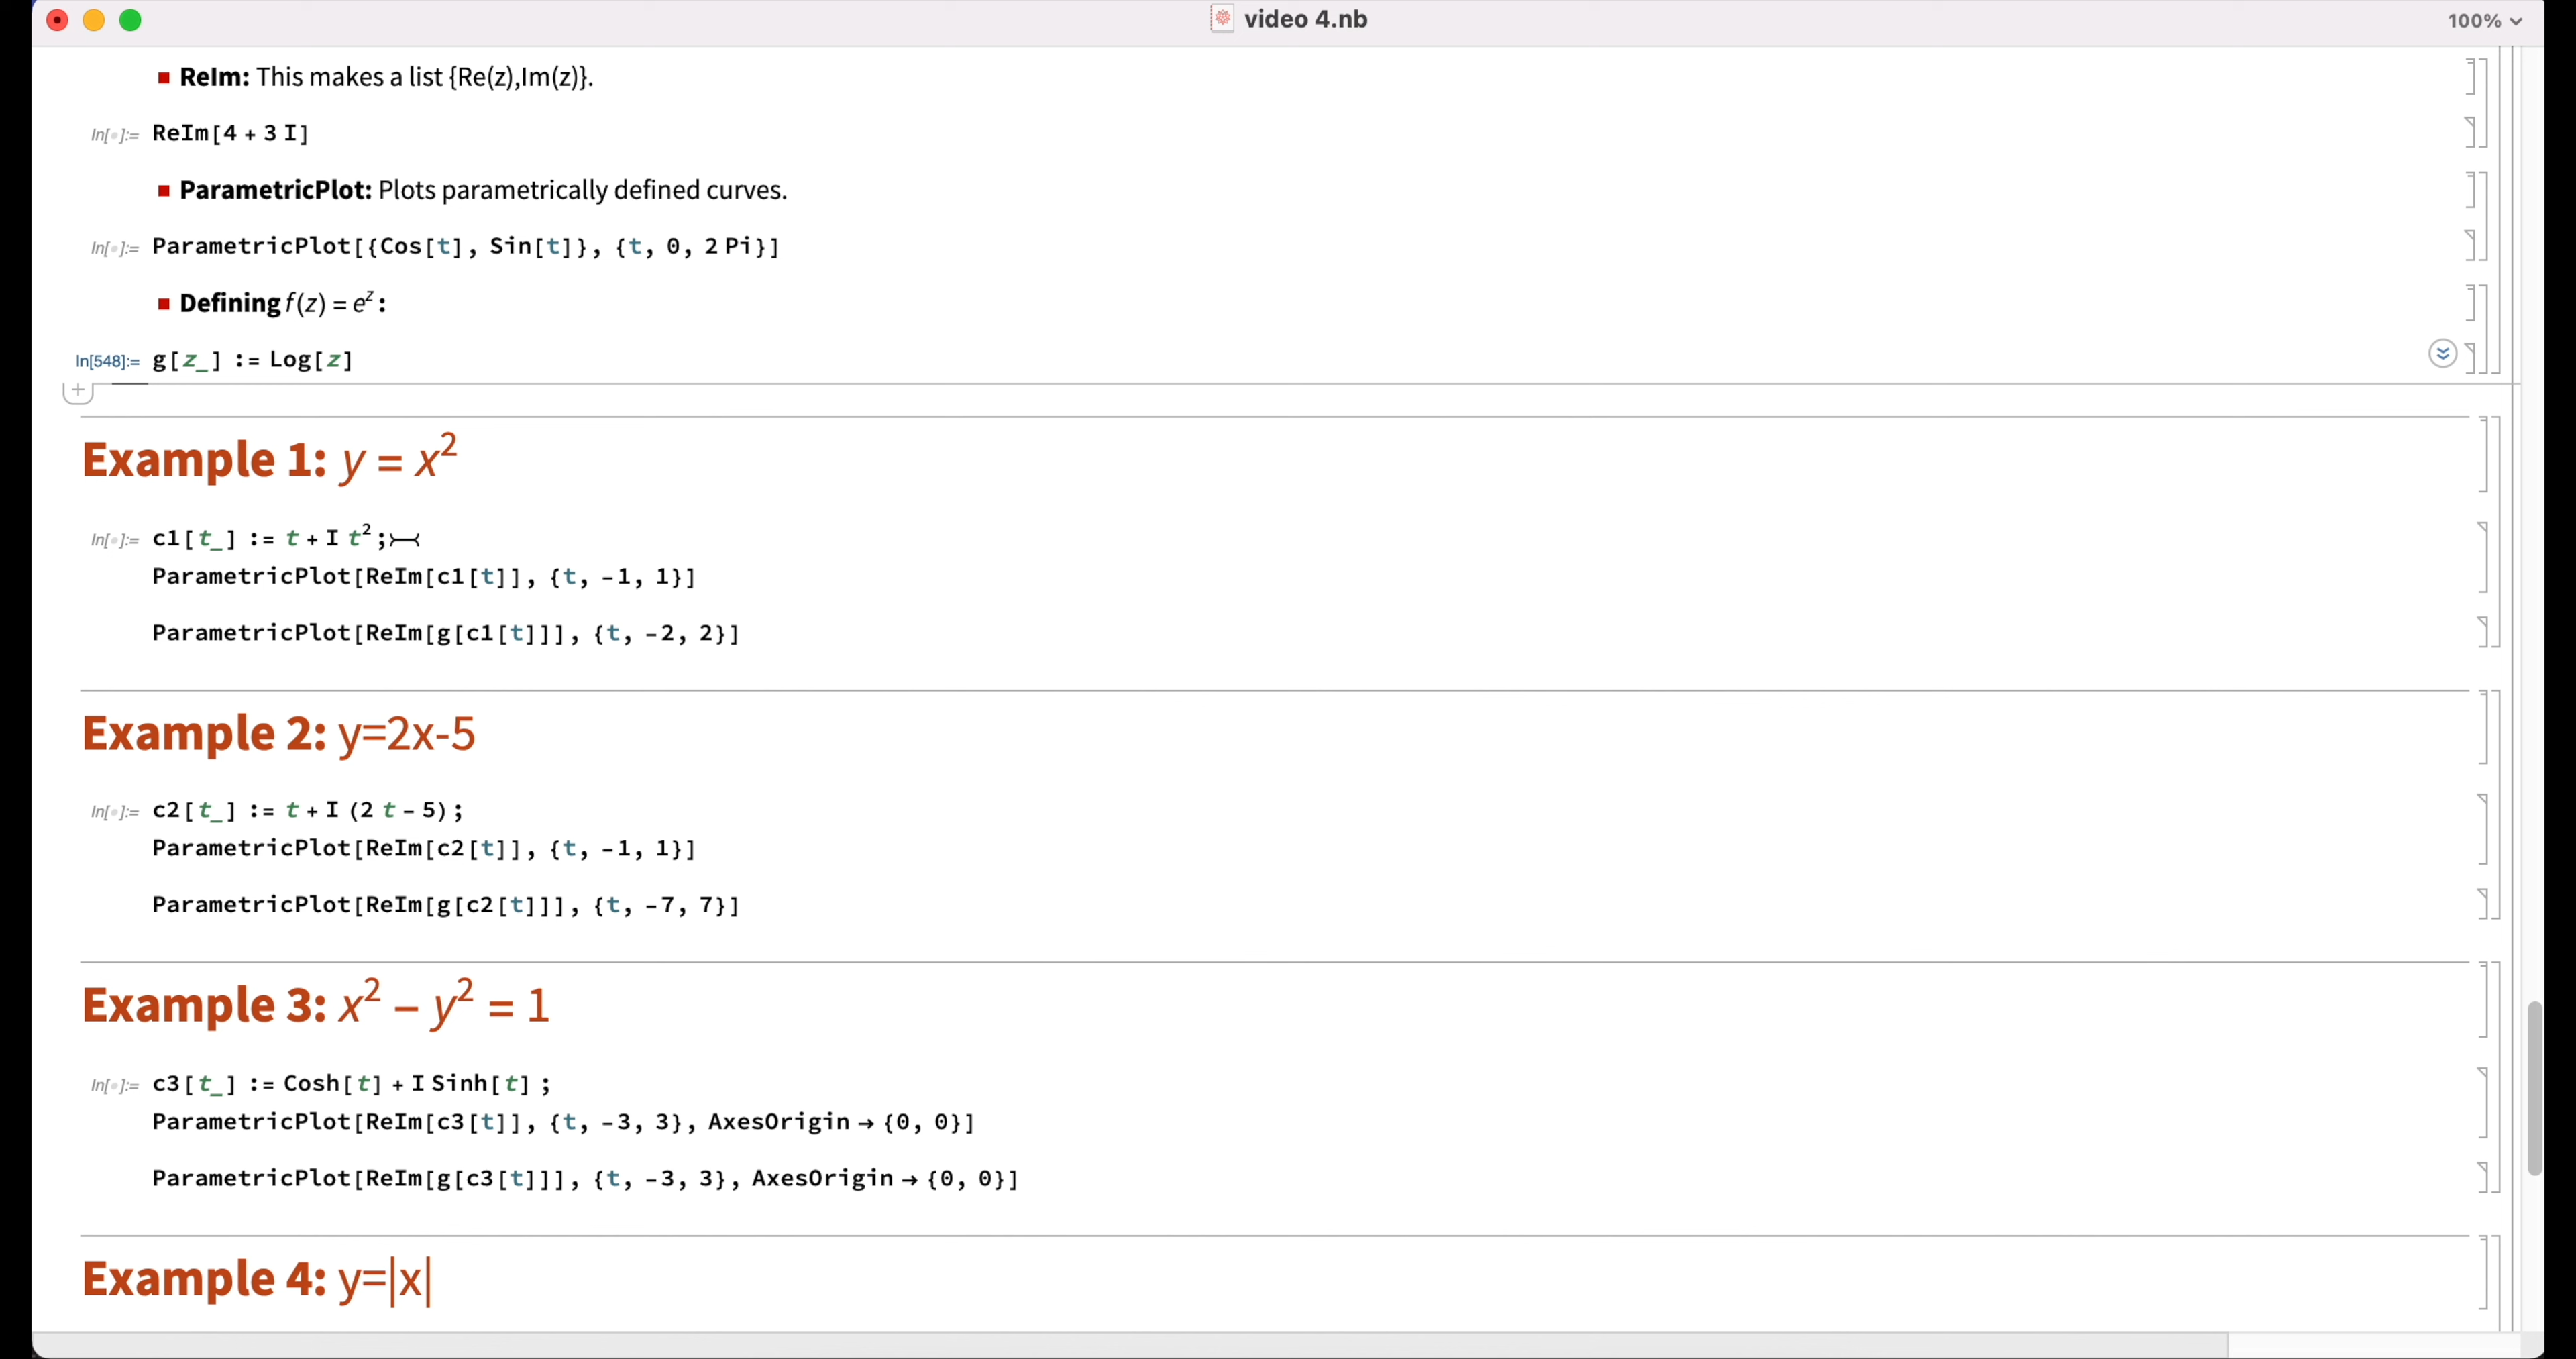 video 4.nb
100%
ReIm: This makes a list {Re(z),Im(z)}.
In[∘]:= ReIm[4 + 3 I]
ParametricPlot: Plots parametrically defined curves.
In[∘]:= ParametricPlot[{Cos[t], Sin[t]}, {t, 0, 2 Pi}]
Defining f(z) = e^z :
In[548]:= g[z_] := Log[z]
Example 1: y = x²
In[∘]:= c1[t_] := t + I t²;
ParametricPlot[ReIm[c1[t]], {t, -1, 1}]
ParametricPlot[ReIm[g[c1[t]]], {t, -2, 2}]
Example 2: y=2x-5
In[∘]:= c2[t_] := t + I (2 t - 5);
ParametricPlot[ReIm[c2[t]], {t, -1, 1}]
ParametricPlot[ReIm[g[c2[t]]], {t, -7, 7}]
Example 3: x² – y² = 1
In[∘]:= c3[t_] := Cosh[t] + I Sinh[t] ;
ParametricPlot[ReIm[c3[t]], {t, -3, 3}, AxesOrigin → {0, 0}]
ParametricPlot[ReIm[g[c3[t]]], {t, -3, 3}, AxesOrigin → {0, 0}]
Example 4: y=|x|